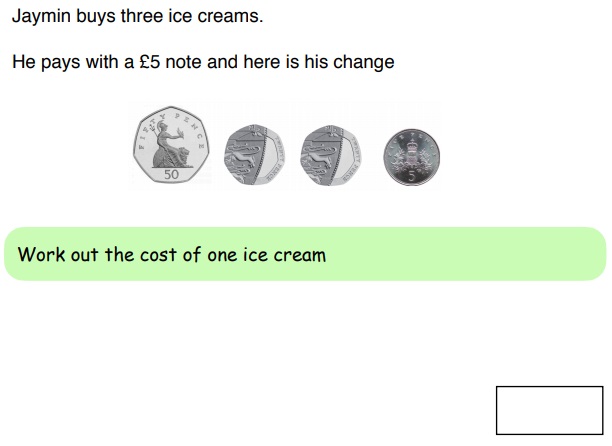 Jaymin buys three ice creams.
He pays with a £5 note and here is his change
FIFTY PENCE
50
5
Work out the cost of one ice cream